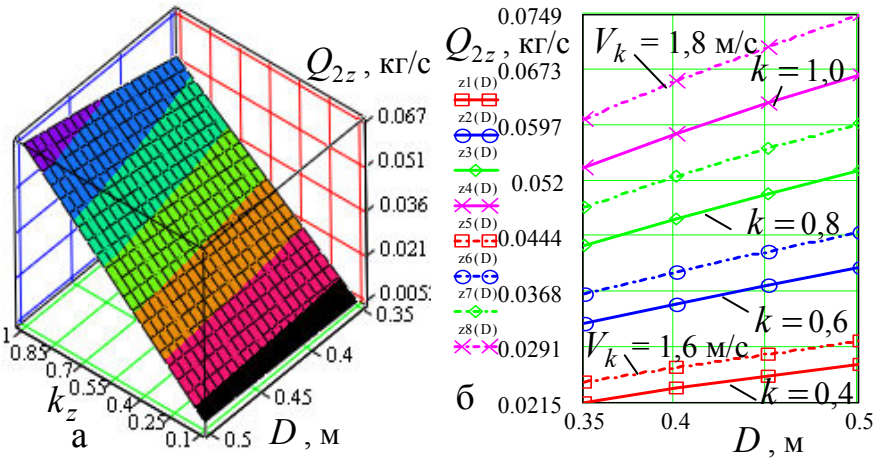 Q₂z , кг/с
0.067
0.051
0.036
0.021
0.0052
0.35
0.4
0.45
0.5
D , м
1
0.85
0.7
0.55
0.4
0.25
0.1
k_z
а
Q₂z , кг/с
z1(D)
z2(D)
z3(D)
z4(D)
z5(D)
z6(D)
z7(D)
z8(D)
б
0.0749
0.0673
0.0597
0.052
0.0444
0.0368
0.0291
0.0215
V_k = 1,8 м/с
k = 1,0
k = 0,8
k = 0,6
V_k = 1,6 м/с
k = 0,4
0.35
0.4
0.45
0.5
D , м